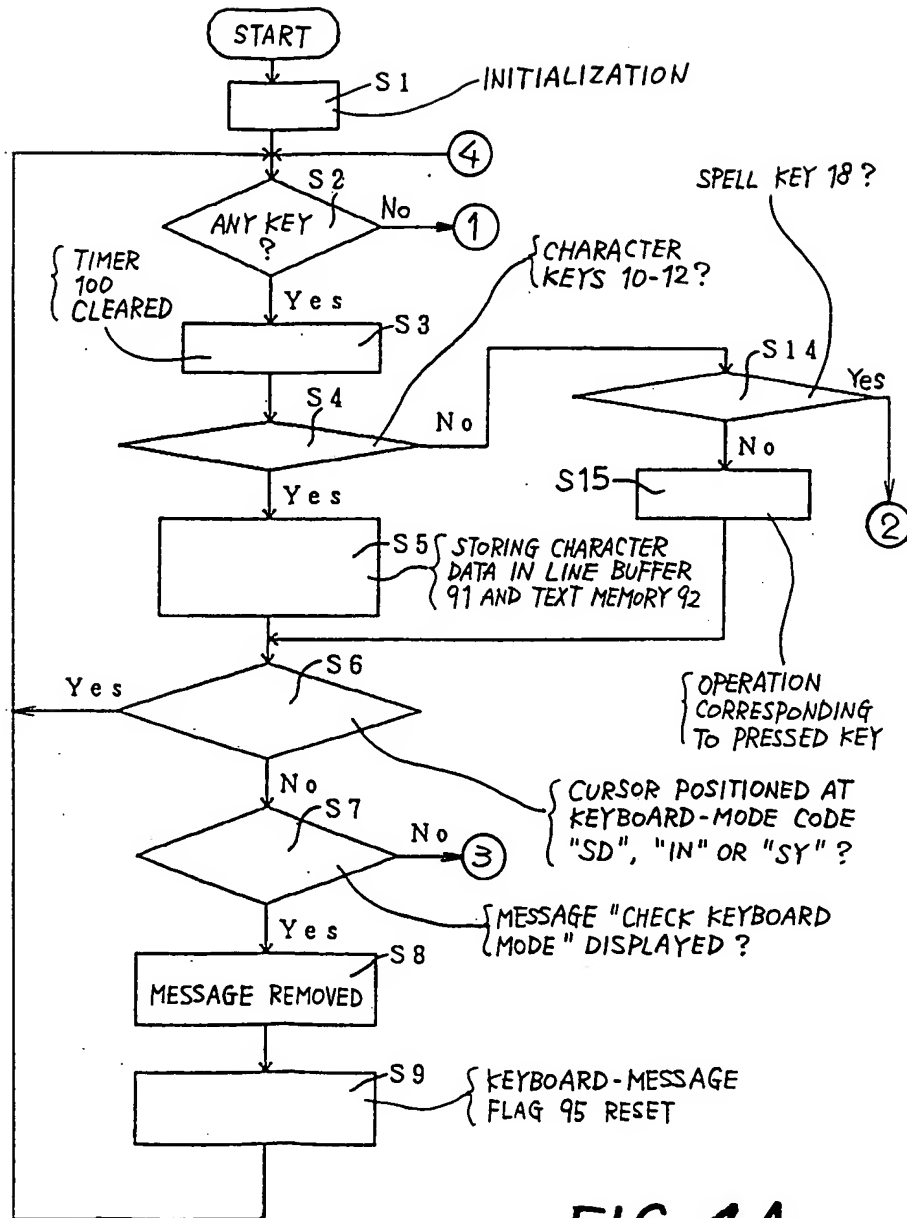 START
S1
INITIALIZATION
4
S2
SPELL KEY 18?
ANY KEY
?
No
1
TIMER
100
CLEARED
CHARACTER
KEYS 10-12?
Yes
S3
S14
Yes
S4
No
No
S15
2
Yes
S5
STORING CHARACTER
DATA IN LINE BUFFER
91 AND TEXT MEMORY 92
S6
Yes
OPERATION
CORRESPONDING
TO PRESSED KEY
No
CURSOR POSITIONED AT
KEYBOARD-MODE CODE
"SD", "IN" OR "SY"?
S7
No
3
MESSAGE "CHECK KEYBOARD
MODE" DISPLAYED?
Yes
S8
MESSAGE REMOVED
S9
KEYBOARD-MESSAGE
FLAG 95 RESET